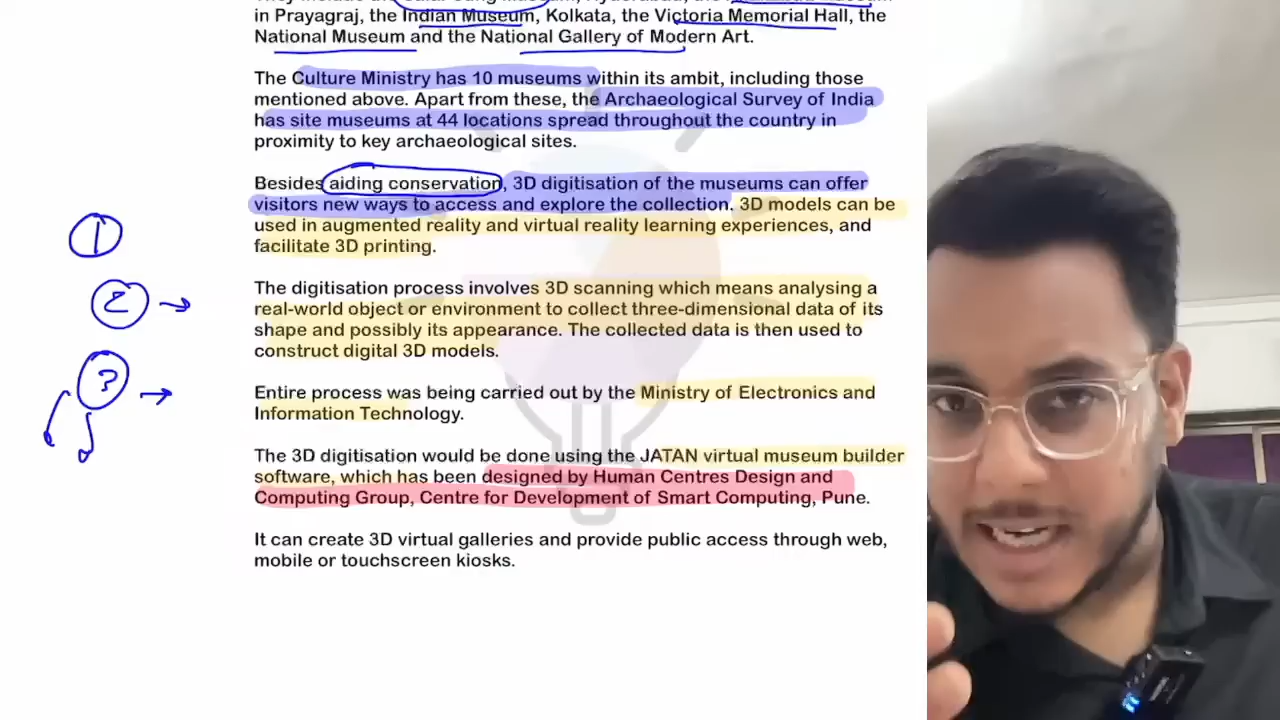 in Prayagraj, the Indian Museum, Kolkata, the Victoria Memorial Hall, the
National Museum and the National Gallery of Modern Art.
The Culture Ministry has 10 museums within its ambit, including those
mentioned above. Apart from these, the Archaeological Survey of India
has site museums at 44 locations spread throughout the country in
proximity to key archaeological sites.
Besides aiding conservation, 3D digitisation of the museums can offer
visitors new ways to access and explore the collection. 3D models can be
used in augmented reality and virtual reality learning experiences, and
facilitate 3D printing.
1
2
The digitisation process involves 3D scanning which means analysing a
real-world object or environment to collect three-dimensional data of its
shape and possibly its appearance. The collected data is then used to
construct digital 3D models.
?
Entire process was being carried out by the Ministry of Electronics and
Information Technology.
The 3D digitisation would be done using the JATAN virtual museum builder
software, which has been designed by Human Centres Design and
Computing Group, Centre for Development of Smart Computing, Pune.
It can create 3D virtual galleries and provide public access through web,
mobile or touchscreen kiosks.